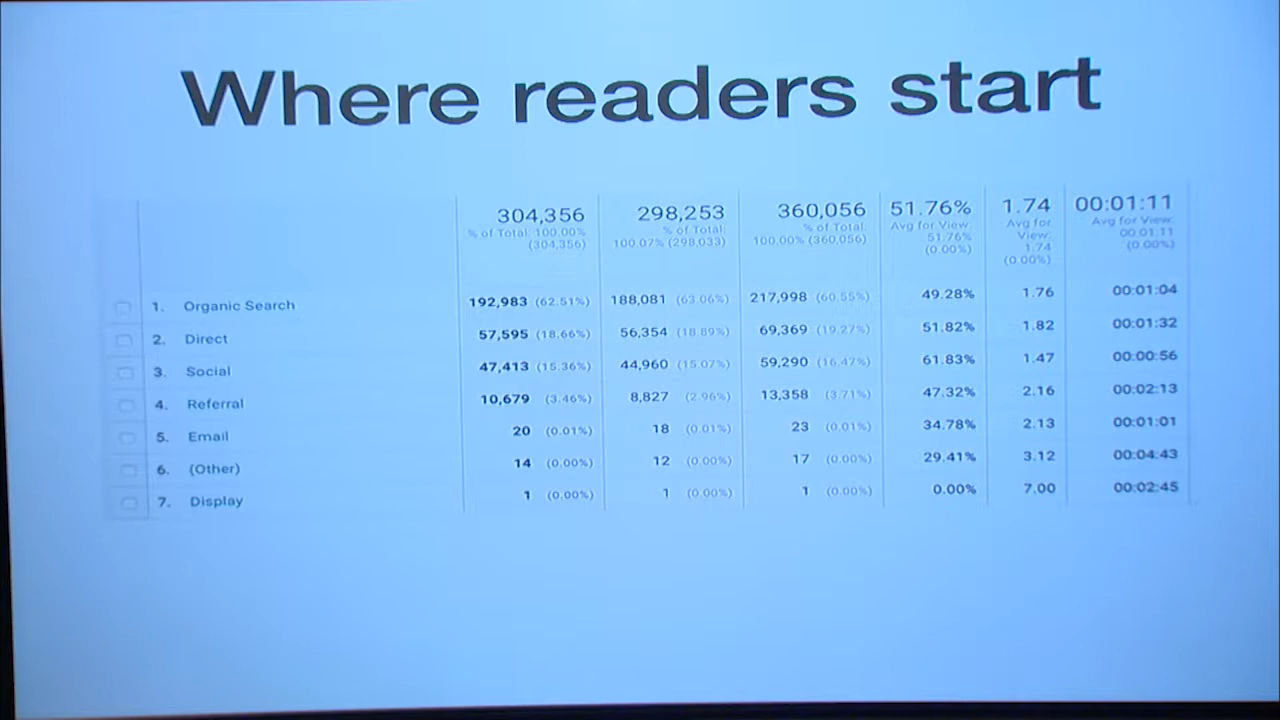 Where readers start
304,356 298,253 360,056 51.76% 1.74 00:01:11
% of Total: 100.00% % of Total: % of Total: Avg for View: Avg for Avg for View:
(304,356) 100.07% (298,033) 100.00% (360,056) 51.76% View: 00:01:11
(0.00%) 1.74 (0.00%)
(0.00%)
1. Organic Search 192,983 (62.51%) 188,081 (63.06%) 217,998 (60.55%) 49.28% 1.76 00:01:04
2. Direct 57,595 (18.66%) 56,354 (18.89%) 69,369 (19.27%) 51.82% 1.82 00:01:32
3. Social 47,413 (15.36%) 44,960 (15.07%) 59,290 (16.47%) 61.83% 1.47 00:00:56
4. Referral 10,679 (3.46%) 8,827 (2.96%) 13,358 (3.71%) 47.32% 2.16 00:02:13
5. Email 20 (0.01%) 18 (0.01%) 23 (0.01%) 34.78% 2.13 00:01:01
6. (Other) 14 (0.00%) 12 (0.00%) 17 (0.00%) 29.41% 3.12 00:04:43
7. Display 1 (0.00%) 1 (0.00%) 1 (0.00%) 0.00% 7.00 00:02:45